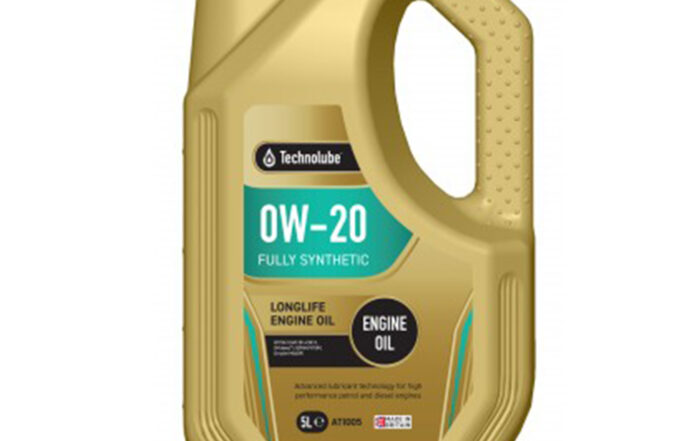 Technolube
0W-20
FULLY SYNTHETIC
LONGLIFE
ENGINE OIL
ENGINE
OIL
Advanced lubricant technology for high
performance petrol and diesel engines
5L e AT1005
MADE IN
BRITAIN